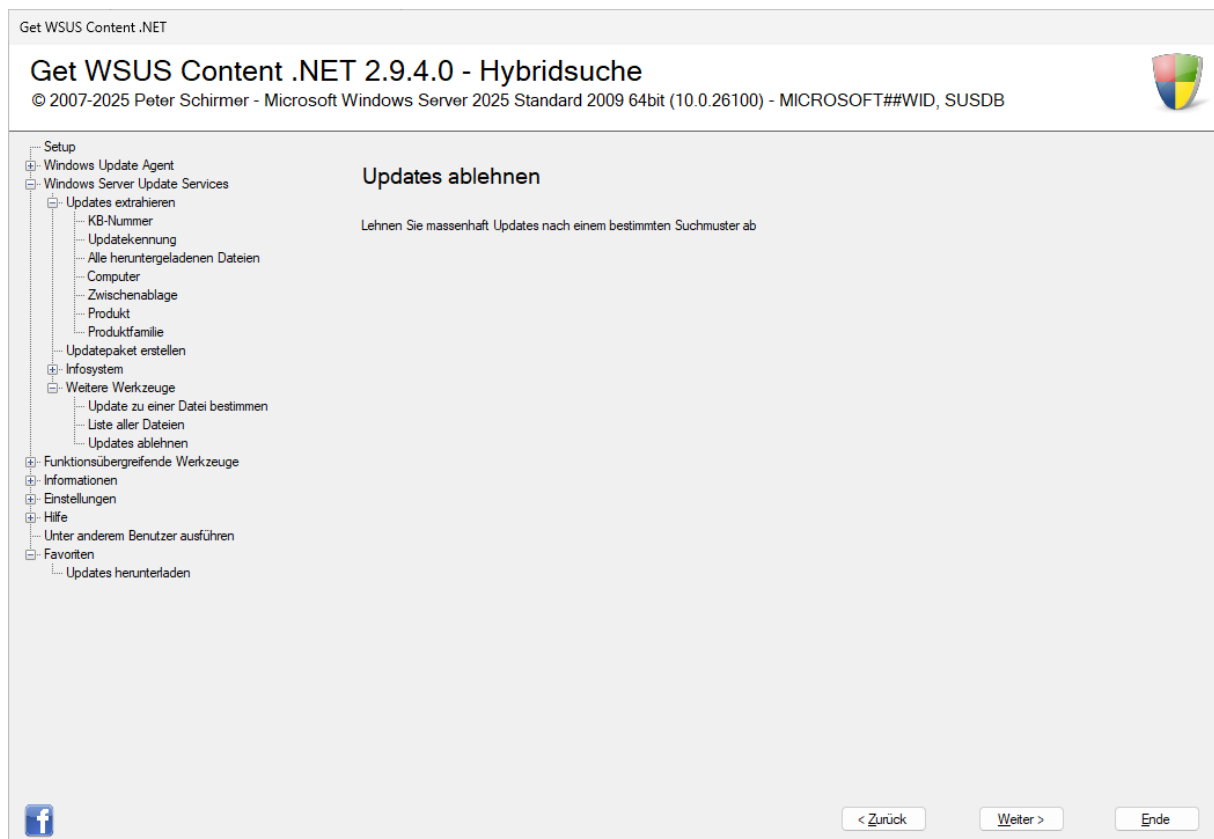 Get WSUS Content .NET
Get WSUS Content .NET 2.9.4.0 - Hybridsuche
© 2007-2025 Peter Schirmer - Microsoft Windows Server 2025 Standard 2009 64bit (10.0.26100) - MICROSOFT##WID, SUSDB
Setup
Windows Update Agent
Windows Server Update Services
Updates extrahieren
KB-Nummer
Updatekennung
Alle heruntergeladenen Dateien
Computer
Zwischenablage
Produkt
Produktfamilie
Updatepaket erstellen
Infosystem
Weitere Werkzeuge
Update zu einer Datei bestimmen
Liste aller Dateien
Updates ablehnen
Funktionsübergreifende Werkzeuge
Informationen
Einstellungen
Hilfe
Unter anderem Benutzer ausführen
Favoriten
Updates herunterladen
Updates ablehnen
Lehnen Sie massenhaft Updates nach einem bestimmten Suchmuster ab
f
< Zurück
Weiter >
Ende